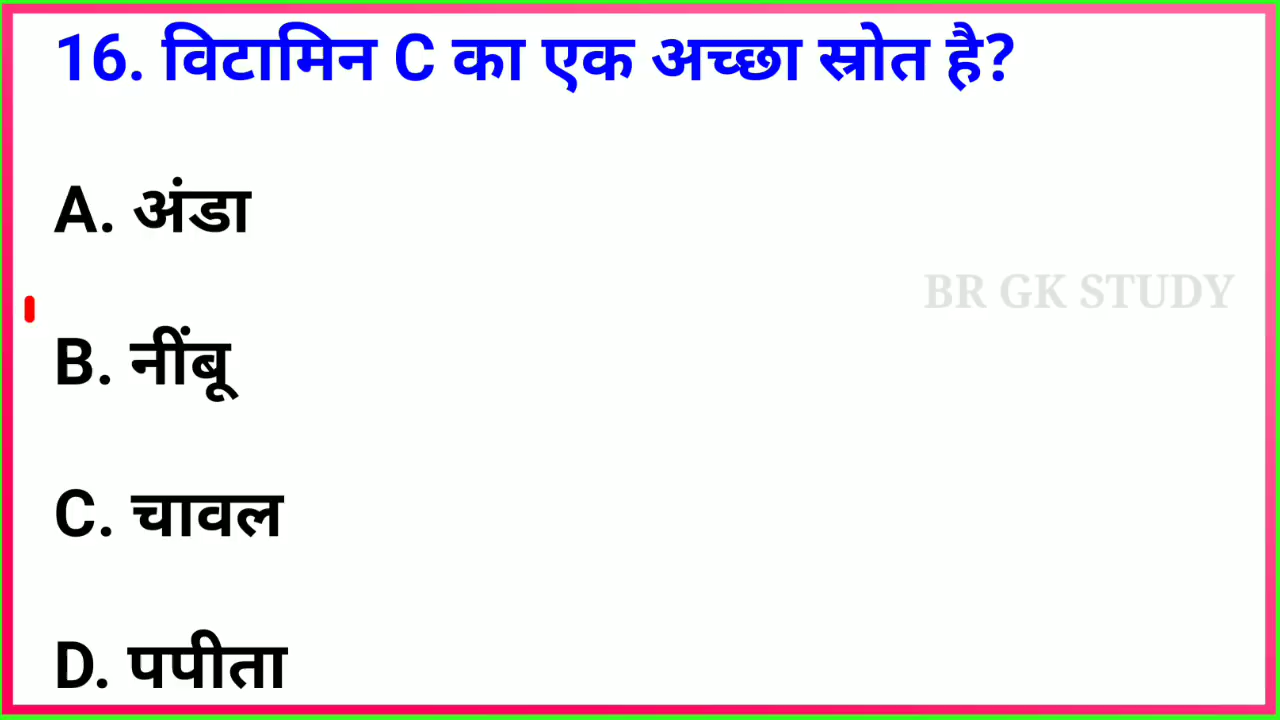 16. विटामिन C का एक अच्छा स्रोत है?
A. अंडा
BR GK STUDY
B. नींबू
C. चावल
D. पपीता